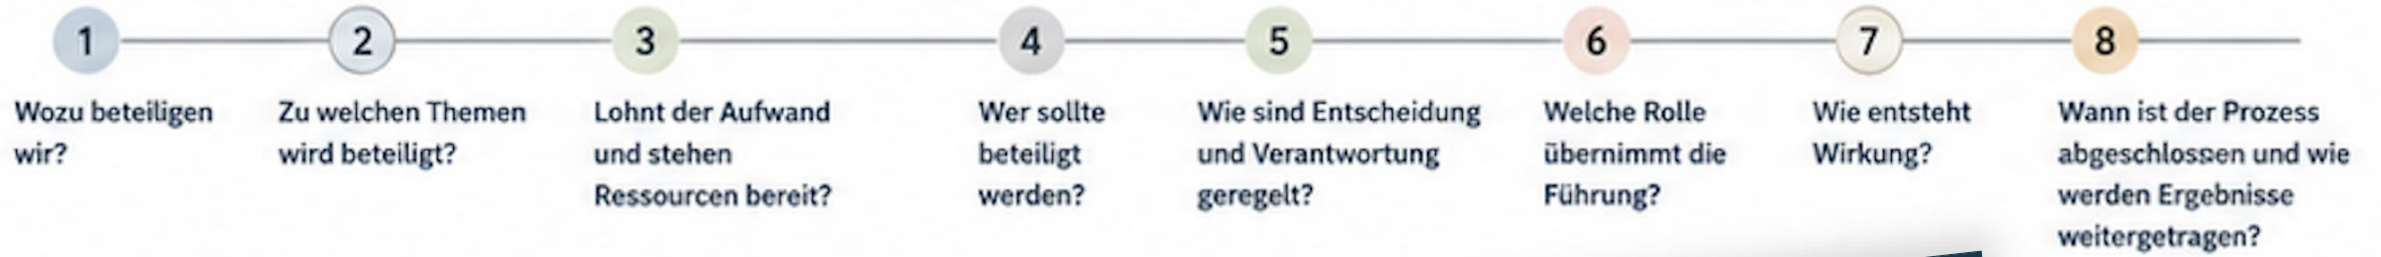 1
Wozu beteiligen
wir?
2
Zu welchen Themen
wird beteiligt?
3
Lohnt der Aufwand
und stehen
Ressourcen bereit?
4
Wer sollte
beteiligt
werden?
5
Wie sind Entscheidung
und Verantwortung
geregelt?
6
Welche Rolle
übernimmt die
Führung?
7
Wie entsteht
Wirkung?
8
Wann ist der Prozess
abgeschlossen und wie
werden Ergebnisse
weitergetragen?